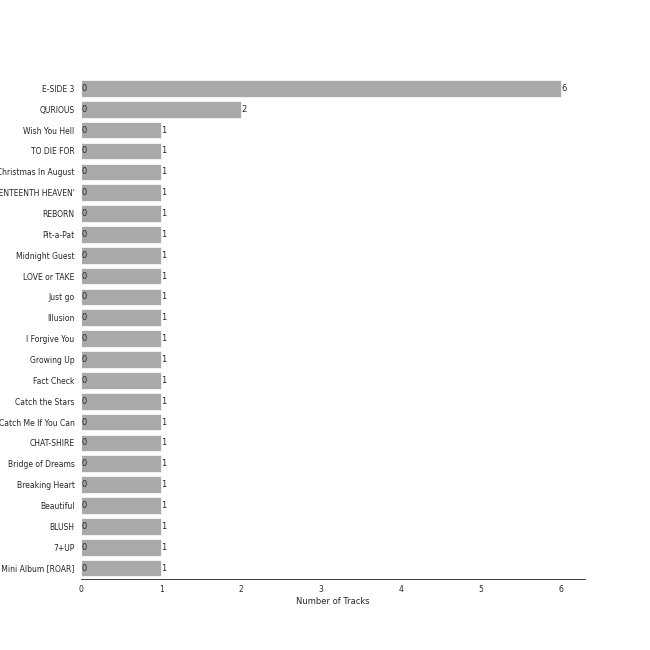 E-SIDE 3 0 6
QURIOUS 0 2
Wish You Hell 0 1
TO DIE FOR 0 1
Christmas In August 0 1
ENTEENTH HEAVEN' 0 1
REBORN 0 1
Pit-a-Pat 0 1
Midnight Guest 0 1
LOVE or TAKE 0 1
Just go 0 1
Illusion 0 1
I Forgive You 0 1
Growing Up 0 1
Fact Check 0 1
Catch the Stars 0 1
Catch Me If You Can 0 1
CHAT-SHIRE 0 1
Bridge of Dreams 0 1
Breaking Heart 0 1
Beautiful 0 1
BLUSH 0 1
7+UP 0 1
Mini Album [ROAR] 0 1
0 1 2 3 4 5 6
Number of Tracks